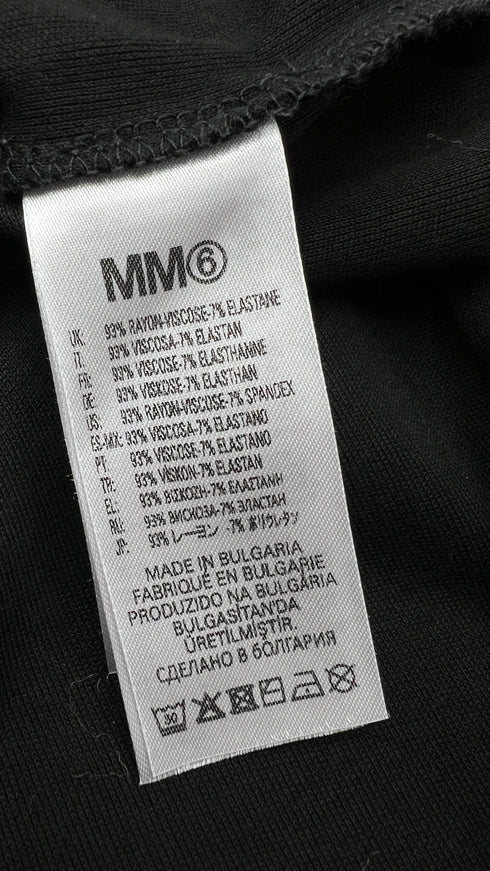 MM⑥
UK: 93% RAYON-VISCOSE-7% ELASTANE
IT: 93% VISCOSA-7% ELASTAN
FR: 93% VISCOSE-7% ELASTHANNE
DE: 93% VISKOSE-7% ELASTHAN
US: 93% RAYON-VISCOSE-7% SPANDEX
ES-MX: 93% VISCOSA-7% ELASTANO
PT: 93% VISCOSE-7% ELASTANO
TR: 93% VİSKON-7% ELASTAN
EL: 93% ΒΙΣΚΟΖΗ-7% ΕΛΑΣΤΑΝΗ
RU: 93% ВИСКОЗА-7% ЭЛАСТАН
JP: 93% レーヨン -7% ポリウレタン
MADE IN BULGARIA
FABRIQUÉ EN BULGARIE
PRODUZIDO NA BULGÁRIA
BULGASİTAN'DA
ÜRETİLMİŞTİR.
СДЕЛАНО В БОЛГАРИЯ
30